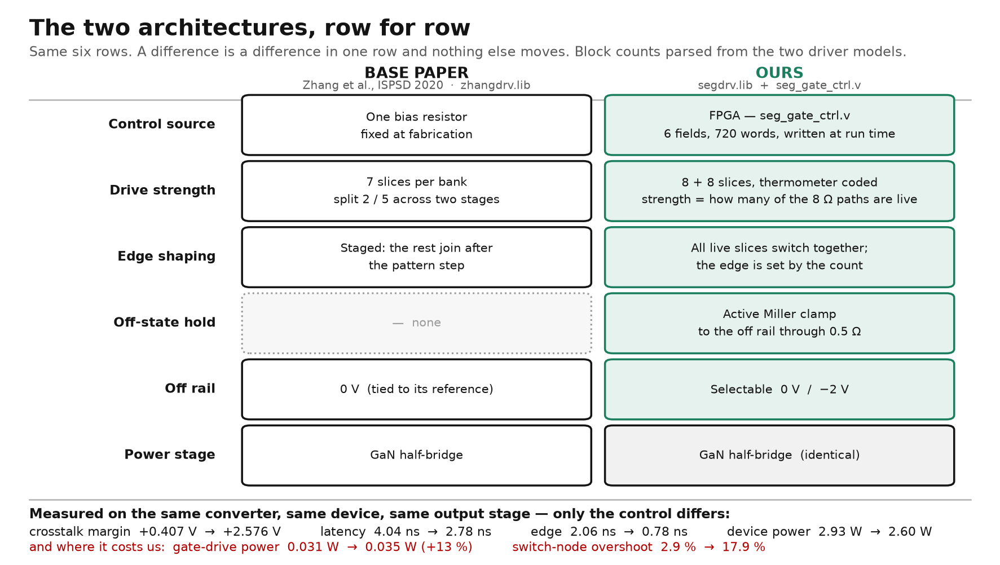 The two architectures, row for row
Same six rows. A difference is a difference in one row and nothing else moves. Block counts parsed from the two driver models.
BASE PAPER
Zhang et al., ISPSD 2020 · zhangdrv.lib
OURS
segdrv.lib + seg_gate_ctrl.v
Control source
One bias resistor
fixed at fabrication
FPGA — seg_gate_ctrl.v
6 fields, 720 words, written at run time
Drive strength
7 slices per bank
split 2 / 5 across two stages
8 + 8 slices, thermometer coded
strength = how many of the 8 Ω paths are live
Edge shaping
Staged: the rest join after
the pattern step
All live slices switch together;
the edge is set by the count
Off-state hold
— none
Active Miller clamp
to the off rail through 0.5 Ω
Off rail
0 V (tied to its reference)
Selectable 0 V / −2 V
Power stage
GaN half-bridge
GaN half-bridge (identical)
Measured on the same converter, same device, same output stage — only the control differs:
crosstalk margin +0.407 V → +2.576 V latency 4.04 ns → 2.78 ns edge 2.06 ns → 0.78 ns device power 2.93 W → 2.60 W
and where it costs us: gate-drive power 0.031 W → 0.035 W (+13 %) switch-node overshoot 2.9 % → 17.9 %